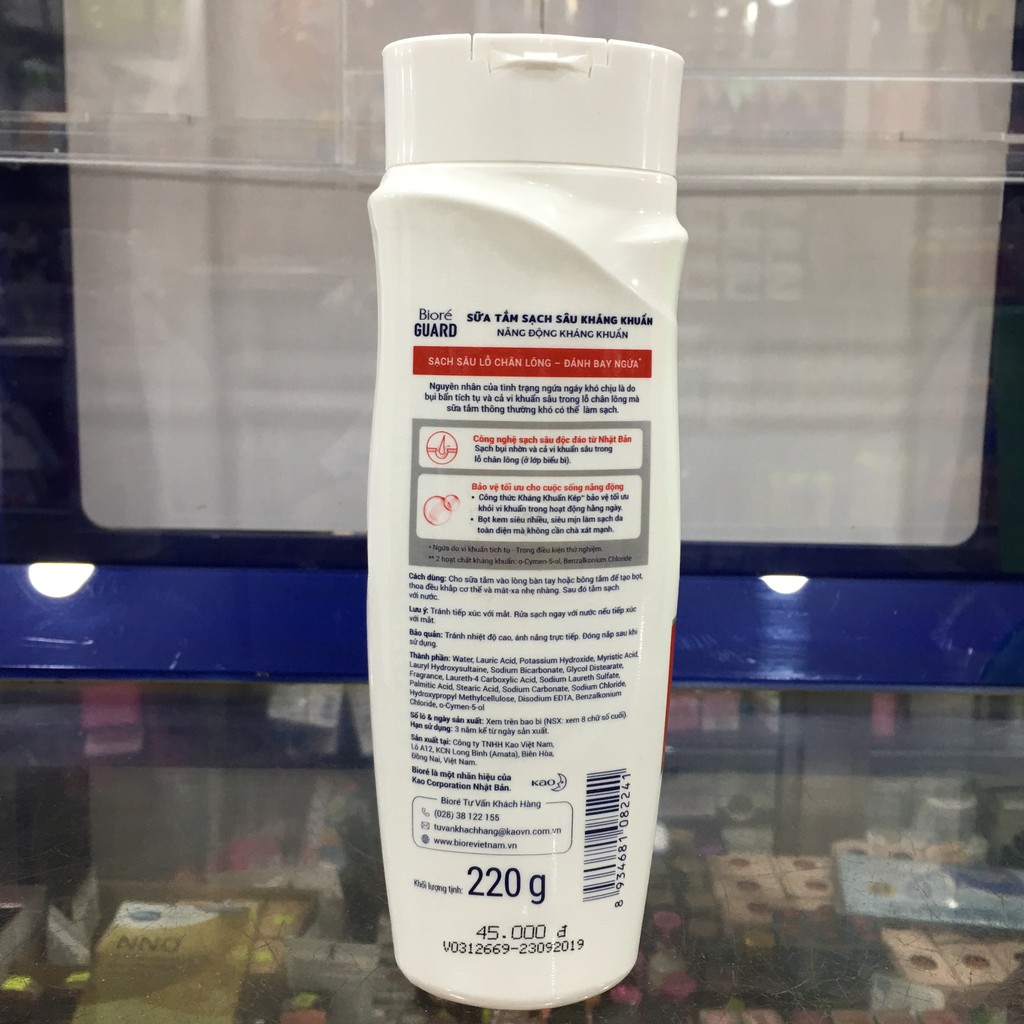 Bioré
GUARD
SỮA TẮM SẠCH SÂU KHÁNG KHUẨN
NĂNG ĐỘNG KHÁNG KHUẨN
SẠCH SÂU LỖ CHÂN LÔNG – ĐÁNH BAY NGỨA*
Nguyên nhân của tình trạng ngứa ngáy khó chịu là do
bụi bẩn tích tụ và cả vi khuẩn sâu trong lỗ chân lông mà
sữa tắm thông thường khó có thể làm sạch.
Công nghệ sạch sâu độc đáo từ Nhật Bản
Sạch bụi nhờn và cả vi khuẩn sâu trong
lỗ chân lông (ở lớp biểu bì).
Bảo vệ tối ưu cho cuộc sống năng động
• Công thức Kháng Khuẩn Kép** bảo vệ tối ưu
khỏi vi khuẩn trong hoạt động hằng ngày.
• Bọt kem siêu nhiều, siêu mịn làm sạch da
toàn diện mà không cần chà xát mạnh.
* Ngứa do vi khuẩn tích tụ - Trong điều kiện thử nghiệm.
** 2 hoạt chất kháng khuẩn: o-Cymen-5-ol, Benzalkonium Chloride
Cách dùng: Cho sữa tắm vào lòng bàn tay hoặc bông tắm để tạo bọt,
thoa đều khắp cơ thể và mát-xa nhẹ nhàng. Sau đó tắm sạch
với nước.
Lưu ý: Tránh tiếp xúc với mắt. Rửa sạch ngay với nước nếu tiếp xúc
với mắt.
Bảo quản: Tránh nhiệt độ cao, ánh nắng trực tiếp. Đóng nắp sau khi
sử dụng.
Thành phần: Water, Lauric Acid, Potassium Hydroxide, Myristic Acid,
Lauryl Hydroxysultaine, Sodium Bicarbonate, Glycol Distearate,
Fragrance, Laureth-4 Carboxylic Acid, Sodium Laureth Sulfate,
Palmitic Acid, Stearic Acid, Sodium Carbonate, Sodium Chloride,
Hydroxypropyl Methylcellulose, Disodium EDTA, Benzalkonium
Chloride, o-Cymen-5-ol
Số lô & ngày sản xuất: Xem trên bao bì (NSX: xem 8 chữ số cuối).
Hạn sử dụng: 3 năm kể từ ngày sản xuất.
Sản xuất tại: Công ty TNHH Kao Việt Nam,
Lô A12, KCN Long Bình (Amata), Biên Hòa,
Đồng Nai, Việt Nam.
Bioré là một nhãn hiệu của
Kao Corporation Nhật Bản.
Kao
Bioré Tư Vấn Khách Hàng
(028) 38 122 155
tuvankhachhang@kaovn.com.vn
www.biorevietnam.vn
8 934681 082241
Khối lượng tịnh: 220 g
45.000 đ
V0312669-23092019
NNO